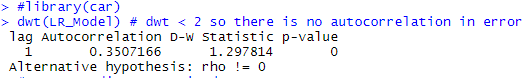 > #library(car)
> dwt(LR_Model) # dwt < 2 so there is no autocorrelation in error
lag Autocorrelation D-W Statistic p-value
1 0.3507166 1.297814 0
Alternative hypothesis: rho != 0